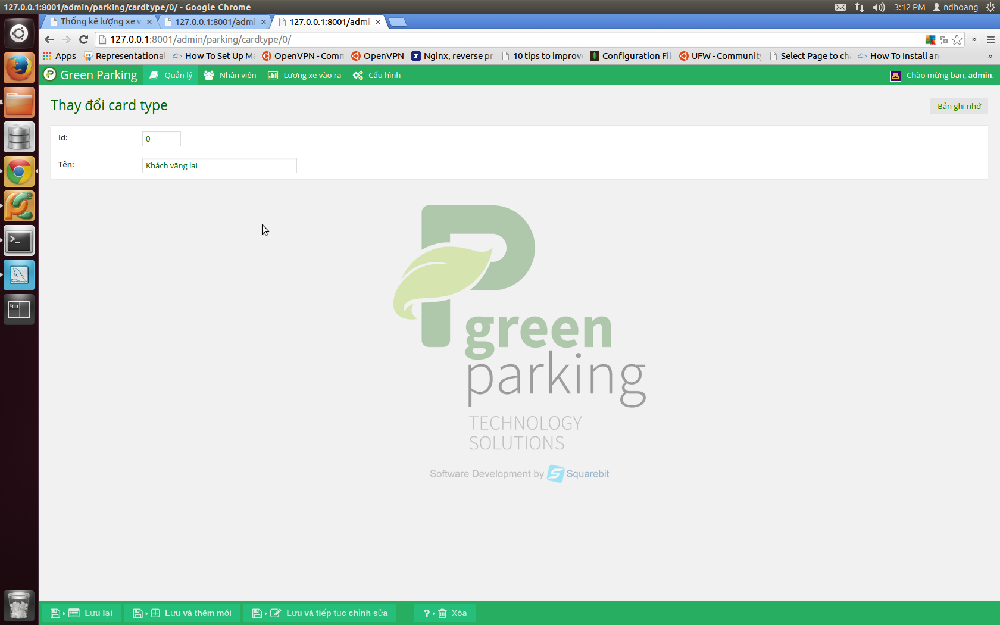 127.0.0.1:8001/admin/parking/cardtype/0/ - Google Chrome
3:12 PM ndhoang
Thống kê lượng xe v
127.0.0.1:8001/admi
127.0.0.1:8001/admi
127.0.0.1:8001/admin/parking/cardtype/0/
Apps Representational How To Set Up M OpenVPN - Comm OpenVPN Nginx, reverse pr 10 tips to improv Configuration Fil UFW - Community Select Page to ch How To Install an
Green Parking Quản lý Nhân viên Lượng xe vào ra Cấu hình Chào mừng bạn, admin.
Thay đổi card type
Bản ghi nhớ
Id: 0
Tên: Khách vãng lai
green
parking
TECHNOLOGY
SOLUTIONS
Software Development by Squarebit
Lưu lại Lưu và thêm mới Lưu và tiếp tục chỉnh sửa Xóa